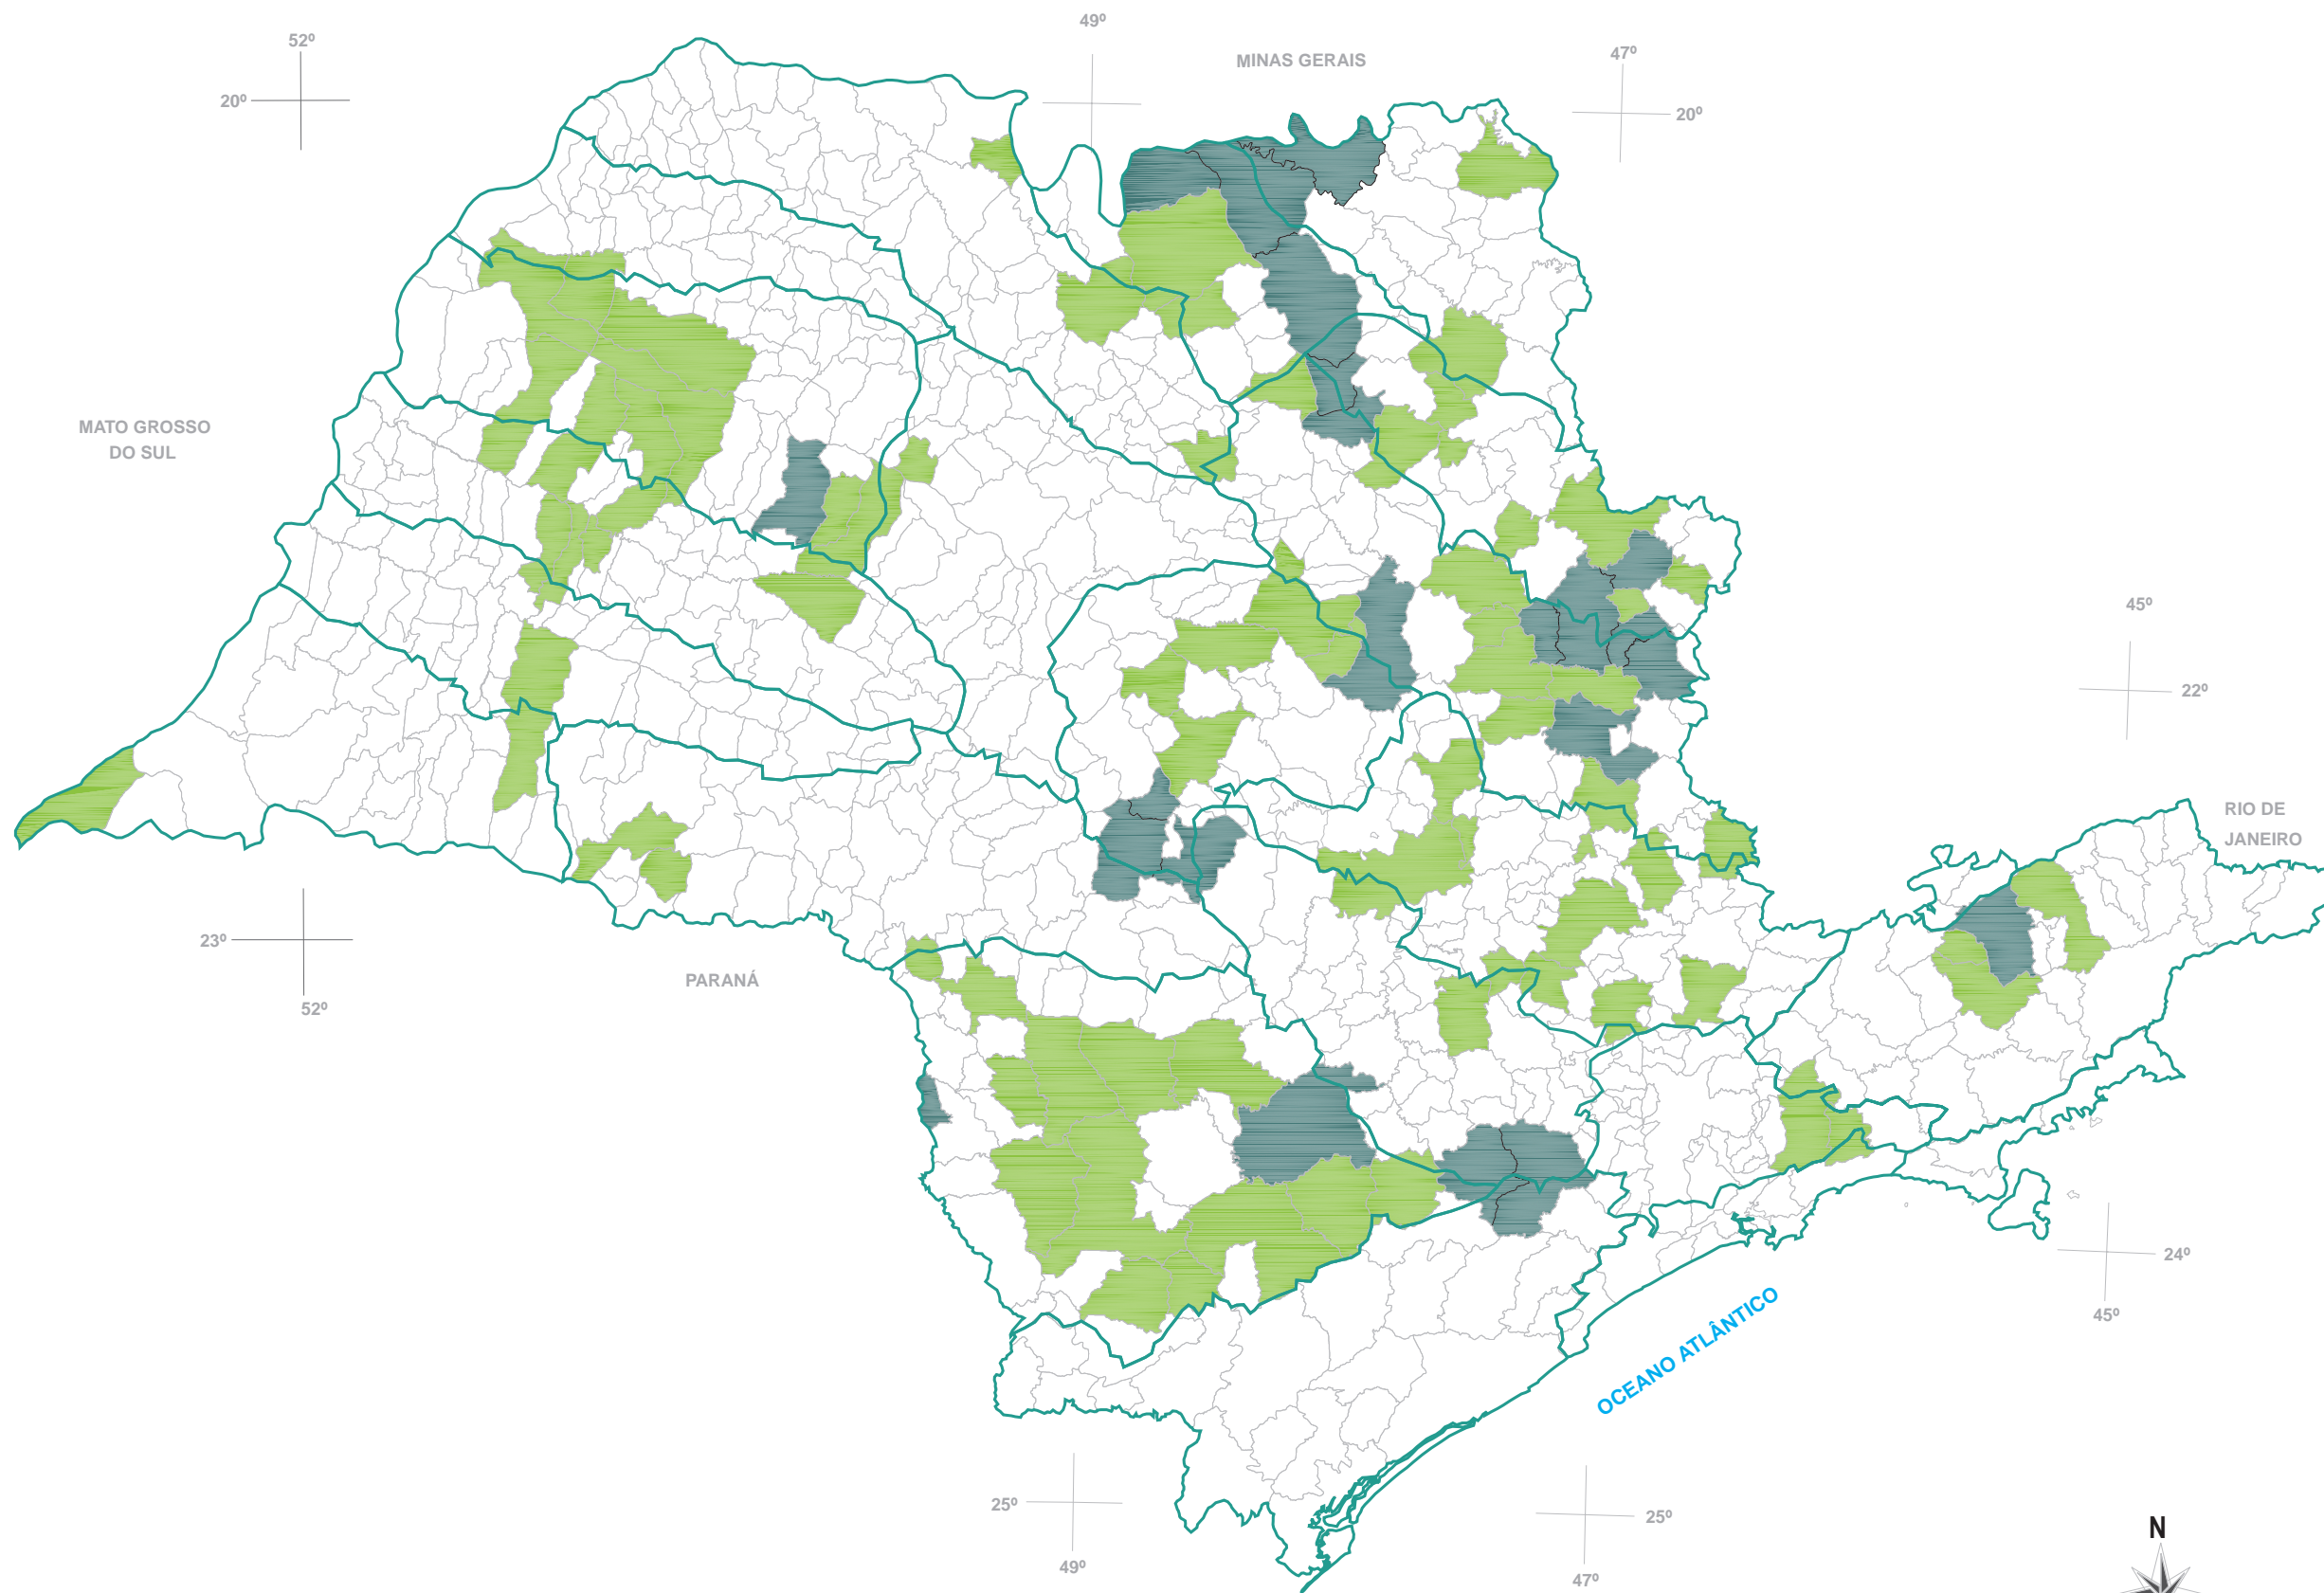 49º
52º
47º
MINAS GERAIS
20º
20º
MATO GROSSO
DO SUL
45º
22º
RIO DE
JANEIRO
23º
PARANÁ
52º
24º
OCEANO ATLÂNTICO
45º
25º
25º
N
49º
47º